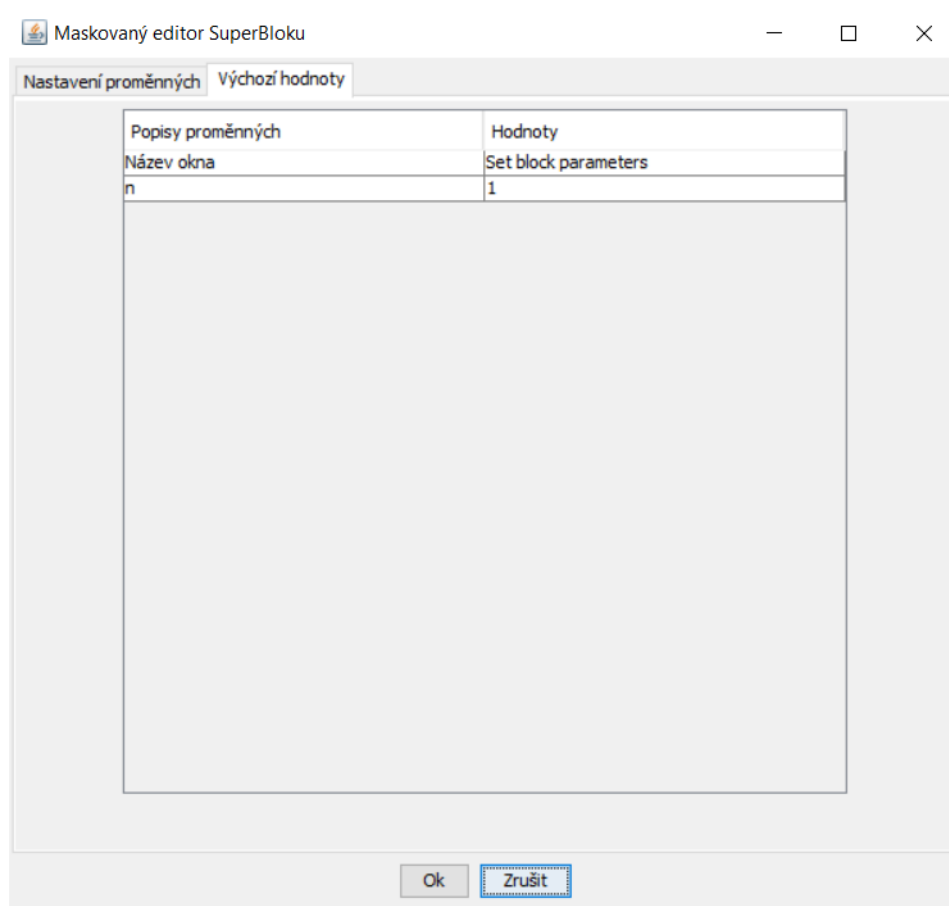 Maskovaný editor SuperBloku
Nastavení proměnných Výchozí hodnoty
Popisy proměnných Hodnoty
Název okna Set block parameters
n 1
Ok Zrušit